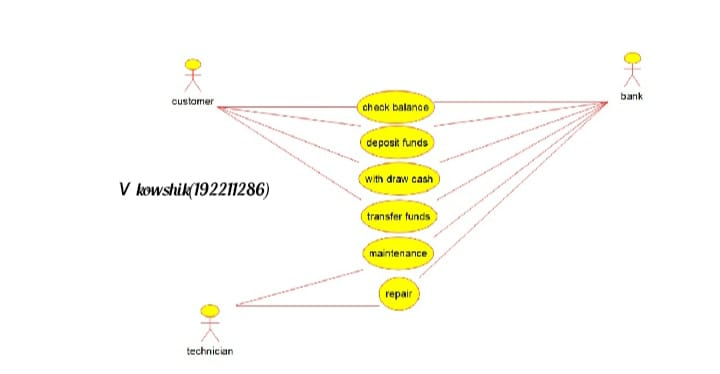 customer
bank
check balance
deposit funds
with draw cash
V kowshik(192211286)
transfer funds
maintenance
repair
technician